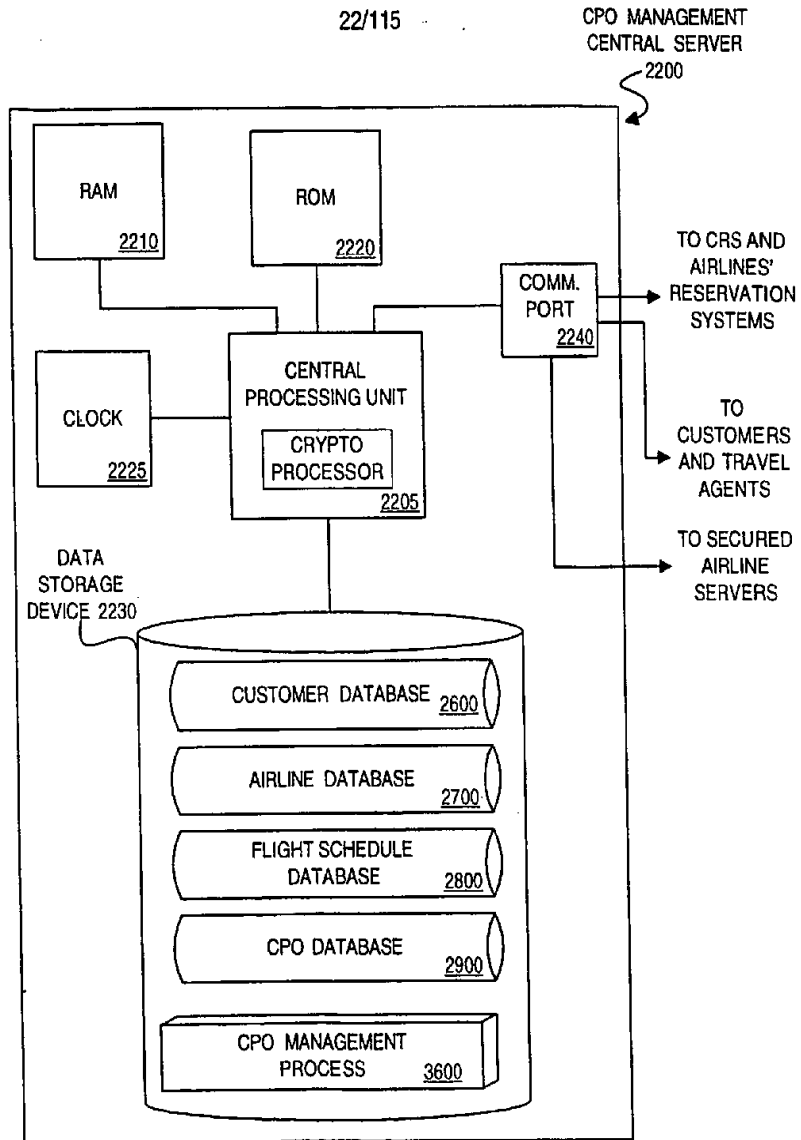 22/115
CPO MANAGEMENT
CENTRAL SERVER
2200
RAM
2210
ROM
2220
COMM.
PORT
2240
TO CRS AND
AIRLINES'
RESERVATION
SYSTEMS
CENTRAL
PROCESSING UNIT
CRYPTO
PROCESSOR
2205
CLOCK
2225
TO
CUSTOMERS
AND TRAVEL
AGENTS
TO SECURED
AIRLINE
SERVERS
DATA
STORAGE
DEVICE 2230
CUSTOMER DATABASE 2600
AIRLINE DATABASE 2700
FLIGHT SCHEDULE
DATABASE 2800
CPO DATABASE 2900
CPO MANAGEMENT
PROCESS 3600